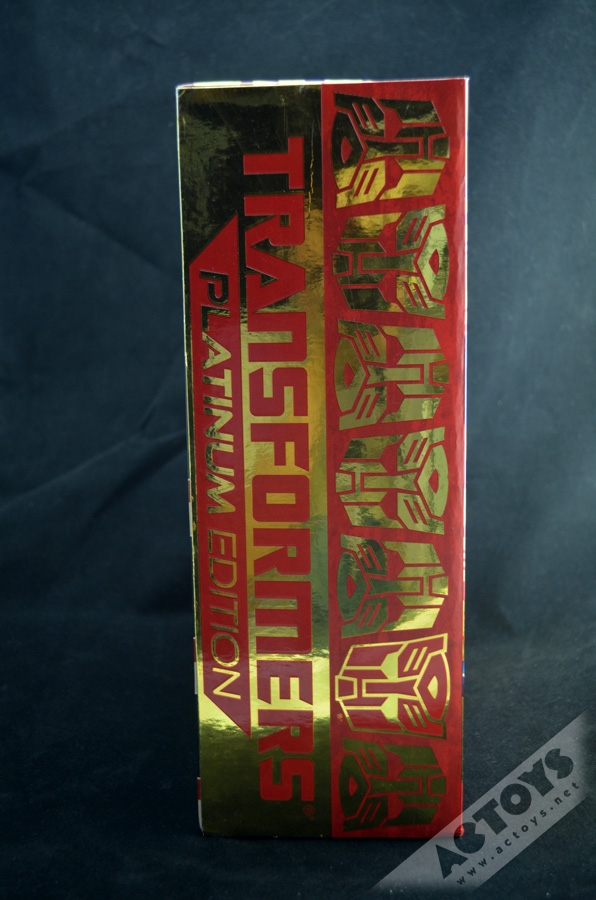 TRANSFORMERS
PLATINUM EDITION
ACTOYS
www.actoys.net